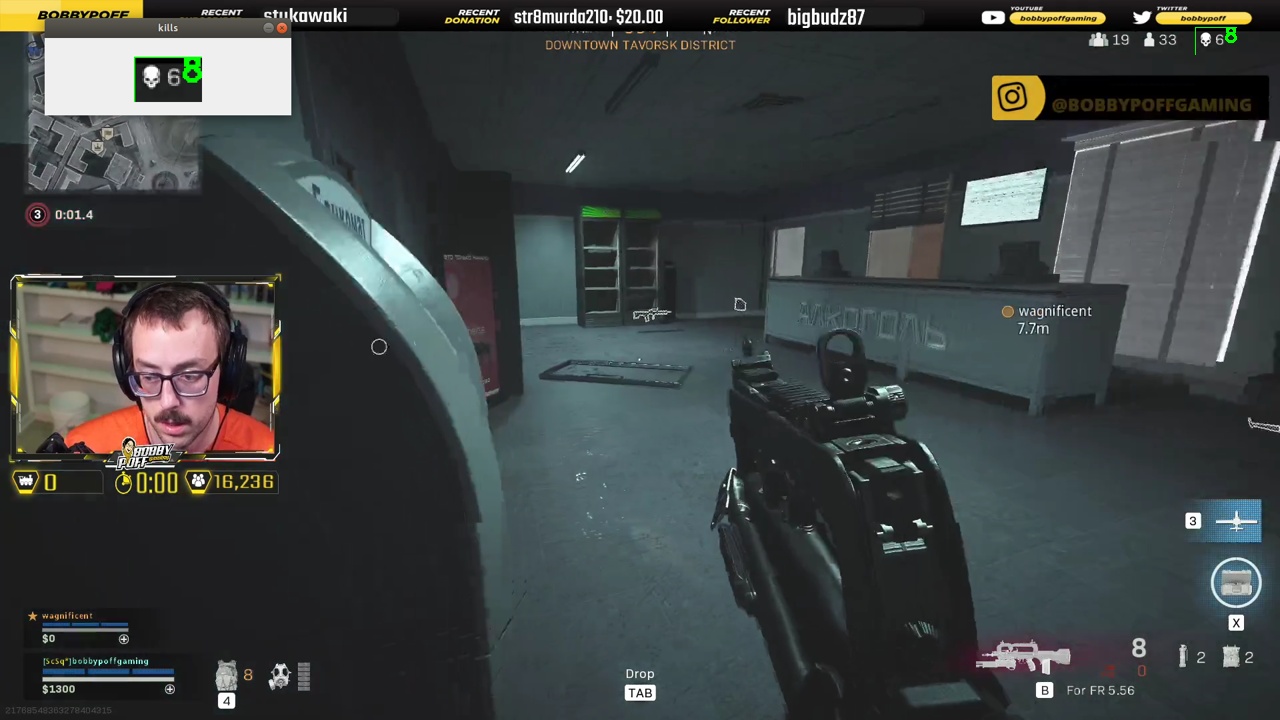 BOBBYPOFF
RECENT
stukawaki
RECENT
DONATION
str8murda210: $20.00
RECENT
FOLLOWER
bigbudz87
YOUTUBE
bobbypoffgaming
TWITTER
bobbypoff
kills
6 8
DOWNTOWN TAVORSK DISTRICT
19
33
6 8
@BOBBYPOFFGAMING
3
0:01.4
АЛКОГОЛЬ
wagnificent
7.7m
BOBBY
POFF
0
0:00
16,236
3
X
wagnificent
$0
[ScSq*]bobbypoffgaming
$1300
8
4
Drop
TAB
8
0
2
2
B
For FR 5.56